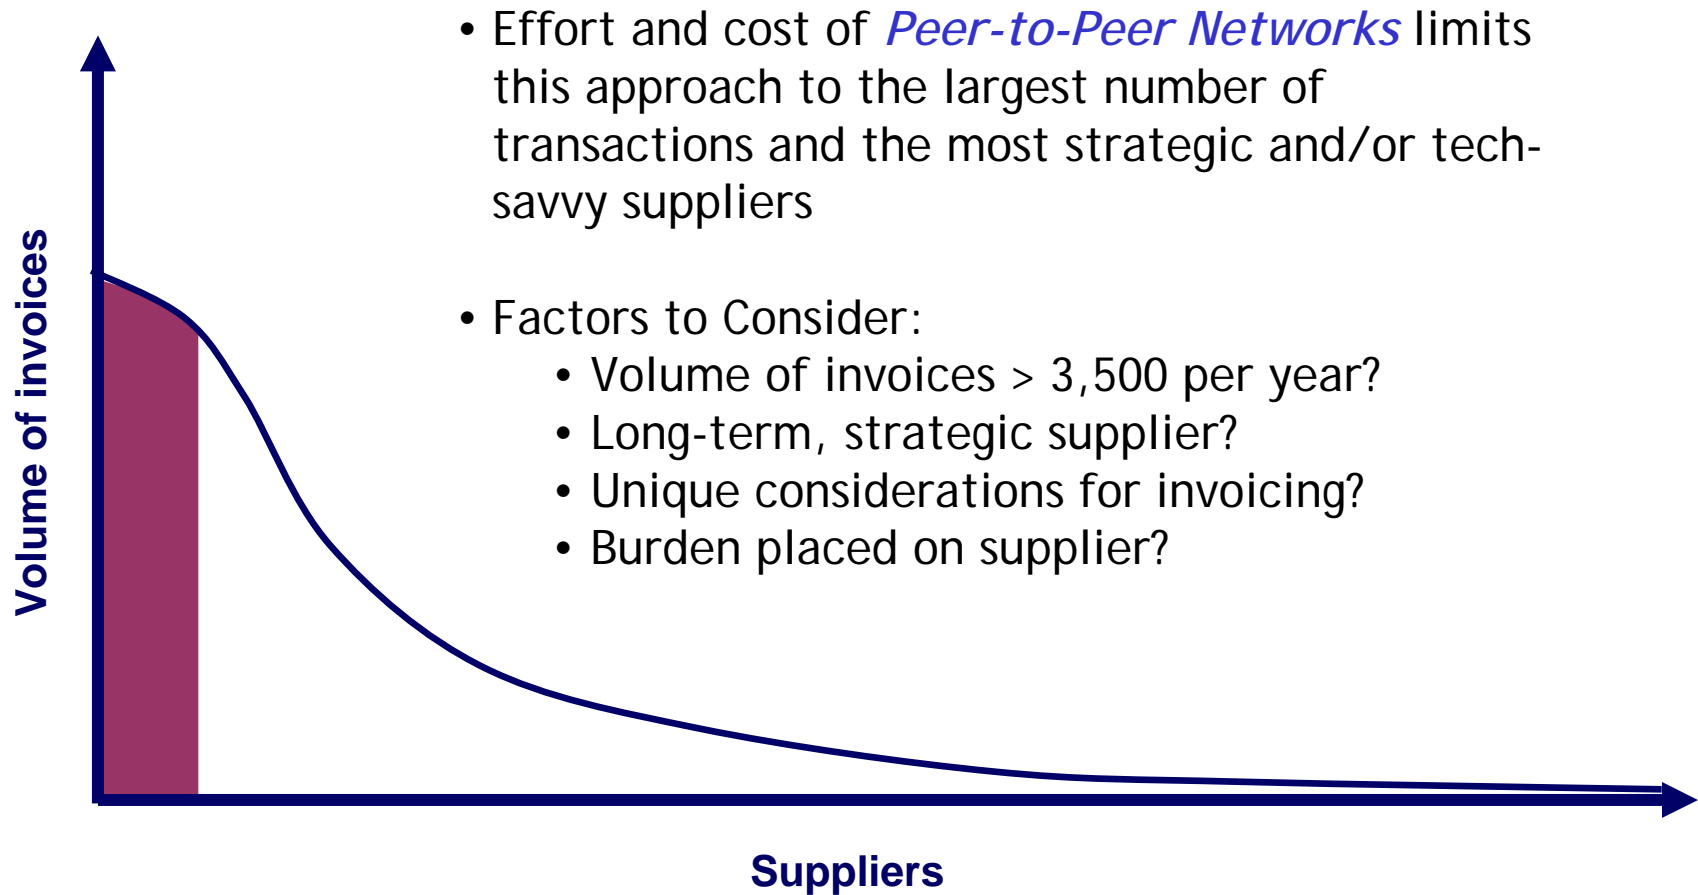 • Effort and cost of Peer-to-Peer Networks limits
this approach to the largest number of
transactions and the most strategic and/or tech-
savvy suppliers
• Factors to Consider:
• Volume of invoices > 3,500 per year?
• Long-term, strategic supplier?
• Unique considerations for invoicing?
• Burden placed on supplier?
Volume of invoices
Suppliers